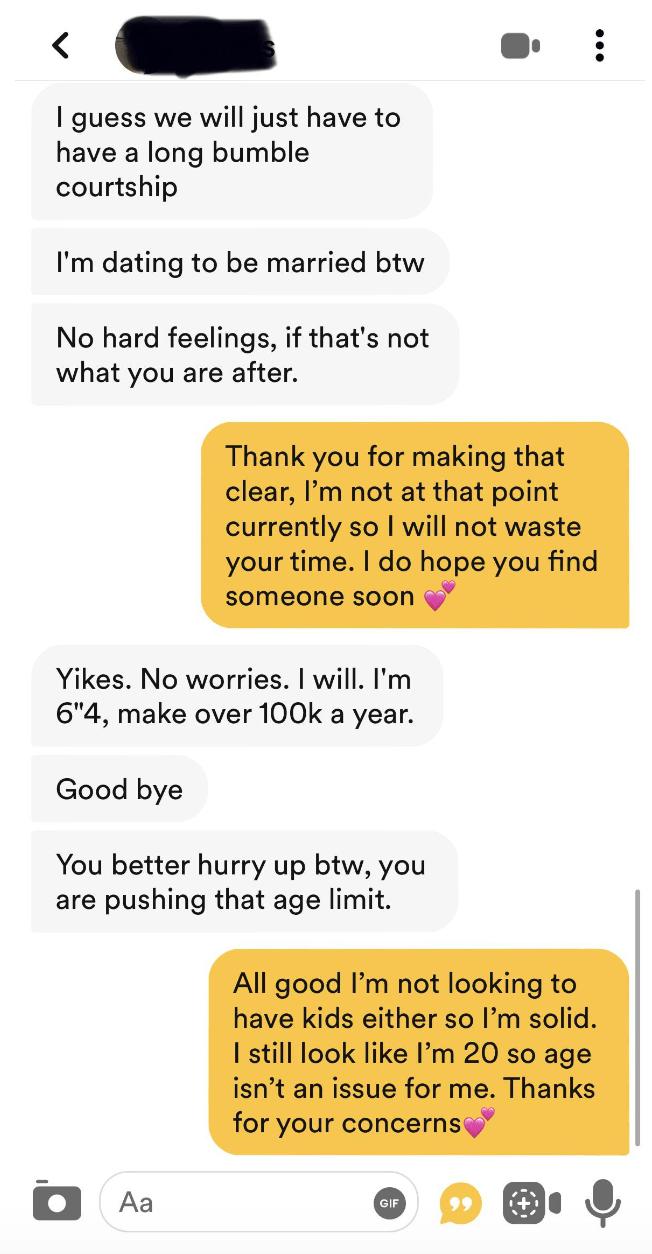 I guess we will just have to
have a long bumble
courtship
I'm dating to be married btw
No hard feelings, if that's not
what you are after.
Thank you for making that
clear, I’m not at that point
currently so I will not waste
your time. I do hope you find
someone soon 💕
Yikes. No worries. I will. I'm
6"4, make over 100k a year.
Good bye
You better hurry up btw, you
are pushing that age limit.
All good I’m not looking to
have kids either so I’m solid.
I still look like I’m 20 so age
isn’t an issue for me. Thanks
for your concerns💕
Aa
GIF